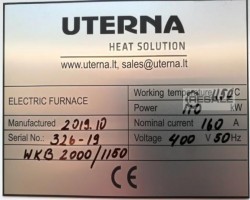 UTERNA
HEAT SOLUTION
www.uterna.lt, sales@uterna.lt
ELECTRIC FURNACE
Working temperature 1150°C
Power 170 kW
Manufactured 2019.10
Nominal current 160 A
Serial No.: 326-19
Voltage 400 V 50Hz
WKB 2000/1150
CE